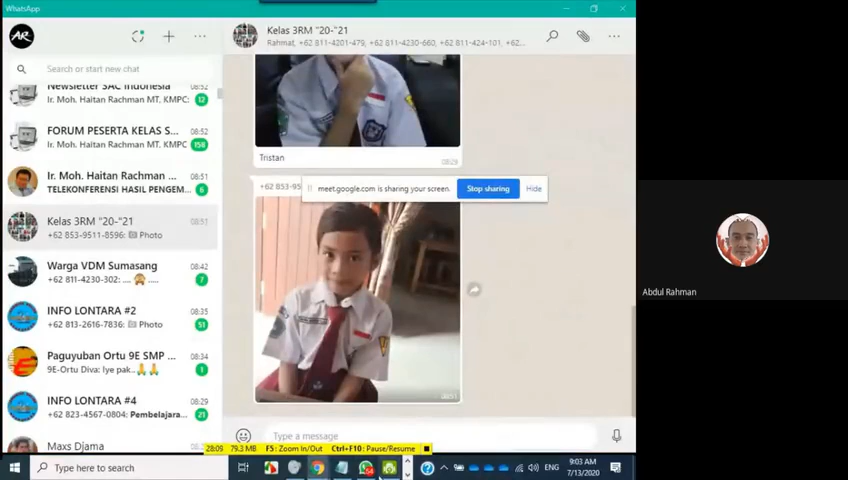 WhatsApp
Search or start new chat
Newsletter SAC Indonesia
08:52
Ir. Moh. Haitan Rachman MT. KMPC:
12
FORUM PESERTA KELAS S...
08:52
Ir. Moh. Haitan Rachman MT. KMPC
158
Ir. Moh. Haitan Rachman ...
08:51
TELEKONFERENSI HASIL PENGEM...
6
Kelas 3RM "20-"21
08:51
+62 853-9511-8596: Photo
Warga VDM Sumasang
08:42
+62 811-4230-302: .... .....
7
INFO LONTARA #2
08:35
+62 813-2616-7836: Photo
51
Paguyuban Ortu 9E SMP ...
08:34
9E-Ortu Diva: Iye pak..
1
INFO LONTARA #4
08:29
+62 823-4567-0804: Pembelajara...
21
Maxs Djama
Kelas 3RM "20-"21
Rahmat, +62 811-4201-479, +62 811-4230-660, +62 811-424-101, +62...
Tristan
08:29
+62 853-95
meet.google.com is sharing your screen.
Stop sharing
Hide
08:51
Type a message
28:09 79.3 MB F5: Zoom In/Out Ctrl+F10: Pause/Resume
Type here to search
ENG
9:03 AM
7/13/2020
AR
Abdul Rahman